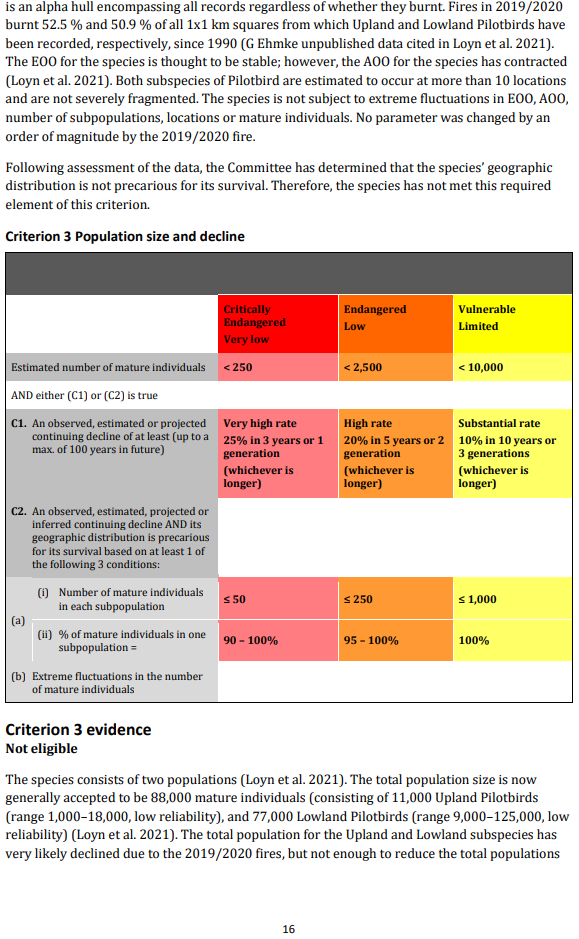 is an alpha hull encompassing all records regardless of whether they burnt. Fires in 2019/2020
burnt 52.5 % and 50.9 % of all 1x1 km squares from which Upland and Lowland Pilotbirds have
been recorded, respectively, since 1990 (G Ehmke unpublished data cited in Loyn et al. 2021).
The EOO for the species is thought to be stable; however, the AOO for the species has contracted
(Loyn et al. 2021). Both subspecies of Pilotbird are estimated to occur at more than 10 locations
and are not severely fragmented. The species is not subject to extreme fluctuations in EOO, AOO,
number of subpopulations, locations or mature individuals. No parameter was changed by an
order of magnitude by the 2019/2020 fire.
Following assessment of the data, the Committee has determined that the species’ geographic
distribution is not precarious for its survival. Therefore, the species has not met this required
element of this criterion.
Criterion 3 Population size and decline
Critically
Endangered
Very low
Endangered
Low
Vulnerable
Limited
Estimated number of mature individuals < 250 < 2,500 < 10,000
AND either (C1) or (C2) is true
C1. An observed, estimated or projected
continuing decline of at least (up to a
max. of 100 years in future)
Very high rate
25% in 3 years or 1
generation
(whichever is
longer)
High rate
20% in 5 years or 2
generation
(whichever is
longer)
Substantial rate
10% in 10 years or
3 generations
(whichever is
longer)
C2. An observed, estimated, projected or
inferred continuing decline AND its
geographic distribution is precarious
for its survival based on at least 1 of
the following 3 conditions:
(a)
(i) Number of mature individuals
in each subpopulation
≤ 50 ≤ 250 ≤ 1,000
(ii) % of mature individuals in one
subpopulation =
90 – 100% 95 – 100% 100%
(b) Extreme fluctuations in the number
of mature individuals
Criterion 3 evidence
Not eligible
The species consists of two populations (Loyn et al. 2021). The total population size is now
generally accepted to be 88,000 mature individuals (consisting of 11,000 Upland Pilotbirds
(range 1,000–18,000, low reliability), and 77,000 Lowland Pilotbirds (range 9,000–125,000, low
reliability) (Loyn et al. 2021). The total population for the Upland and Lowland subspecies has
very likely declined due to the 2019/2020 fires, but not enough to reduce the total populations
16